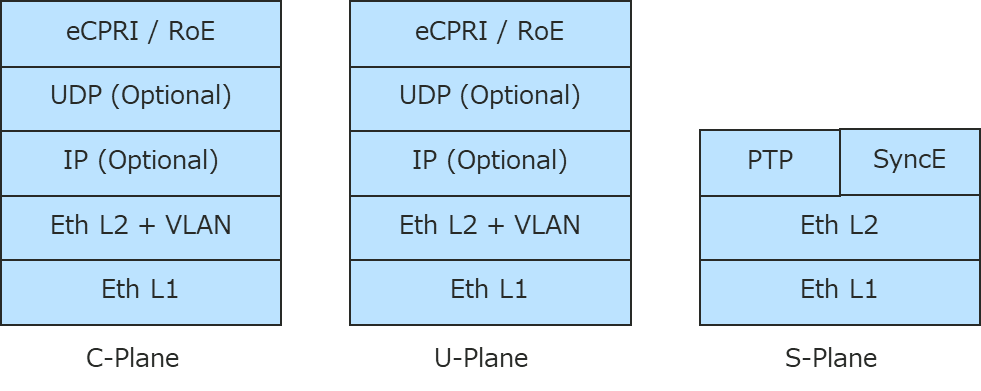 eCPRI / RoE
UDP (Optional)
IP (Optional)
Eth L2 + VLAN
Eth L1
C-Plane
eCPRI / RoE
UDP (Optional)
IP (Optional)
Eth L2 + VLAN
Eth L1
U-Plane
PTP
SyncE
Eth L2
Eth L1
S-Plane